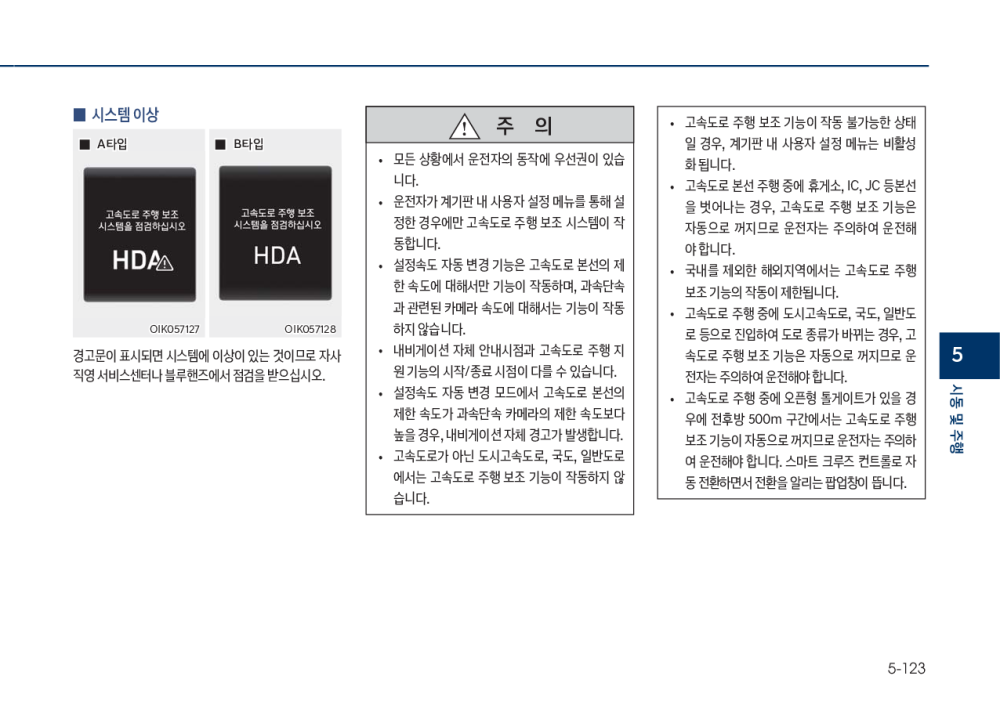 ■ 시스템 이상
■ A타입
■ B타입
고속도로 주행 보조
시스템을 점검하십시오
HDA
고속도로 주행 보조
시스템을 점검하십시오
HDA
OIK057127
OIK057128
경고문이 표시되면 시스템에 이상이 있는 것이므로 자사
직영 서비스센터나 블루핸즈에서 점검을 받으십시오.
주 의
• 모든 상황에서 운전자의 동작에 우선권이 있습
니다.
• 운전자가 계기판 내 사용자 설정 메뉴를 통해 설
정한 경우에만 고속도로 주행 보조 시스템이 작
동합니다.
• 설정속도 자동 변경 기능은 고속도로 본선의 제
한 속도에 대해서만 기능이 작동하며, 과속단속
과 관련된 카메라 속도에 대해서는 기능이 작동
하지 않습니다.
• 내비게이션 자체 안내시점과 고속도로 주행 지
원 기능의 시작/종료 시점이 다를 수 있습니다.
• 설정속도 자동 변경 모드에서 고속도로 본선의
제한 속도가 과속단속 카메라의 제한 속도보다
높을 경우, 내비게이션 자체 경고가 발생합니다.
• 고속도로가 아닌 도시고속도로, 국도, 일반도로
에서는 고속도로 주행 보조 기능이 작동하지 않
습니다.
• 고속도로 주행 보조 기능이 작동 불가능한 상태
일 경우, 계기판 내 사용자 설정 메뉴는 비활성
화 됩니다.
• 고속도로 본선 주행 중에 휴게소, IC, JC 등본선
을 벗어나는 경우, 고속도로 주행 보조 기능은
자동으로 꺼지므로 운전자는 주의하여 운전해
야 합니다.
• 국내를 제외한 해외지역에서는 고속도로 주행
보조 기능의 작동이 제한됩니다.
• 고속도로 주행 중에 도시고속도로, 국도, 일반도
로 등으로 진입하여 도로 종류가 바뀌는 경우, 고
속도로 주행 보조 기능은 자동으로 꺼지므로 운
전자는 주의하여 운전해야 합니다.
• 고속도로 주행 중에 오픈형 톨게이트가 있을 경
우에 전후방 500m 구간에서는 고속도로 주행
보조 기능이 자동으로 꺼지므로 운전자는 주의하
여 운전해야 합니다. 스마트 크루즈 컨트롤로 자
동 전환하면서 전환을 알리는 팝업창이 뜹니다.
5
시동 및 주행
5-123